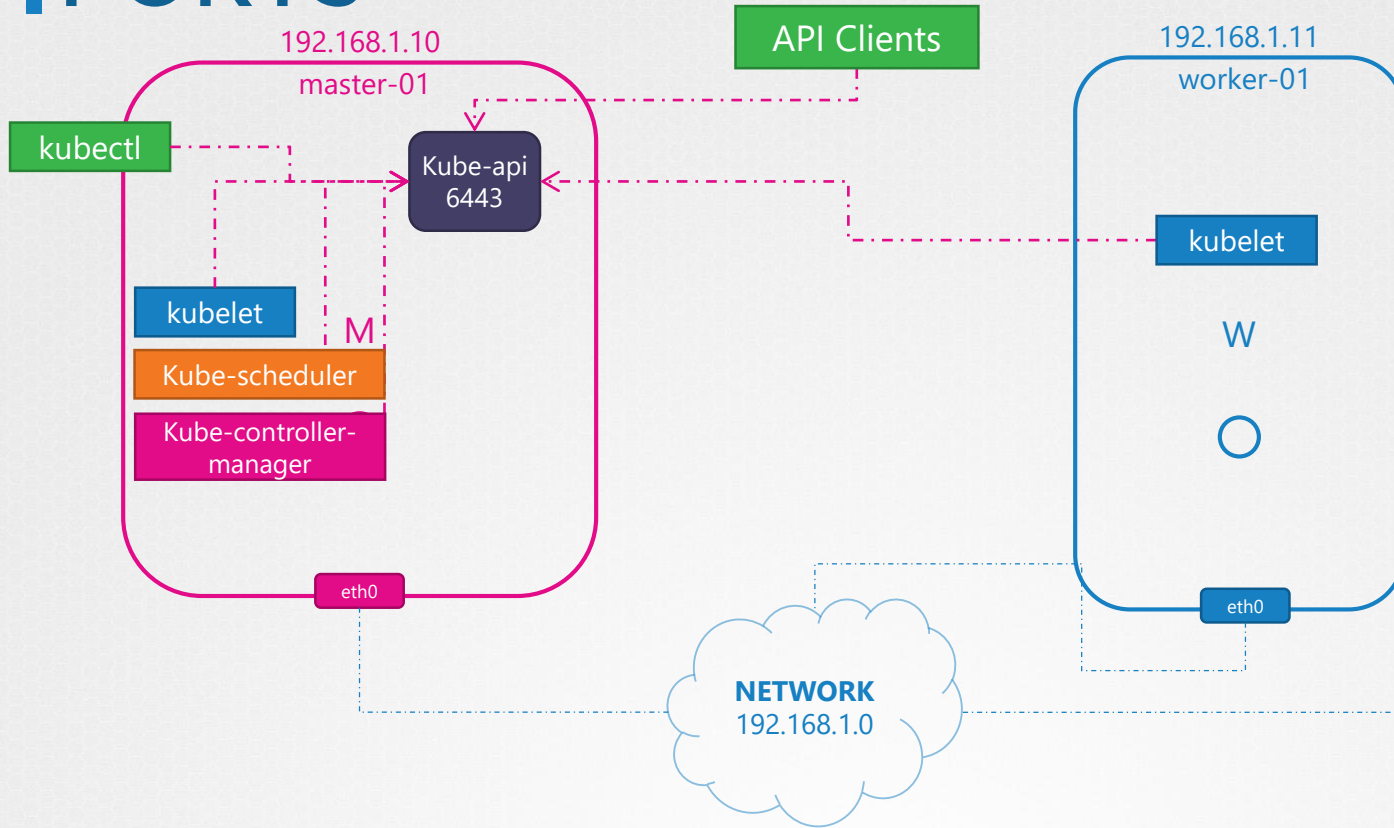 PORTS
192.168.1.10
master-01
API Clients
192.168.1.11
worker-01
kubectl
Kube-api
6443
kubelet
kubelet
M
W
Kube-scheduler
Kube-controller-
manager
eth0
eth0
NETWORK
192.168.1.0